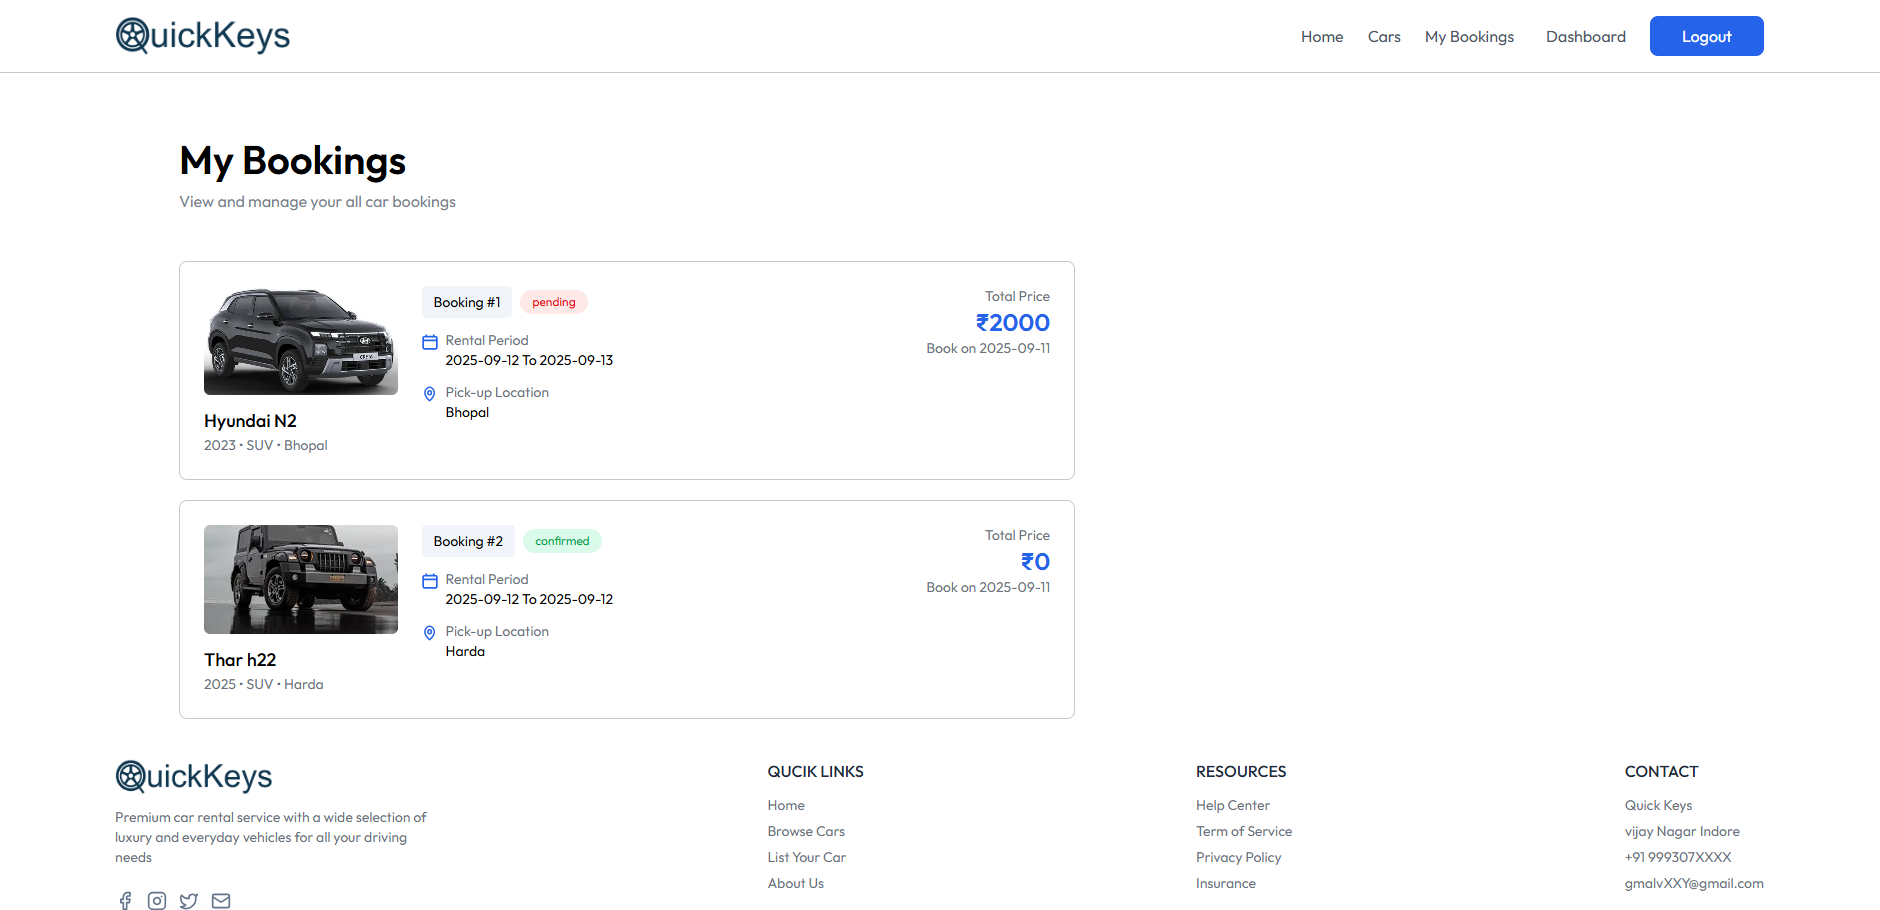 QuickKeys
Home Cars My Bookings Dashboard Logout
My Bookings
View and manage your all car bookings
Booking #1 pending
Rental Period
2025-09-12 To 2025-09-13
Pick-up Location
Bhopal
Total Price
₹2000
Book on 2025-09-11
Hyundai N2
2023 • SUV • Bhopal
Booking #2 confirmed
Rental Period
2025-09-12 To 2025-09-12
Pick-up Location
Harda
Total Price
₹0
Book on 2025-09-11
Thar h22
2025 • SUV • Harda
QuickKeys
Premium car rental service with a wide selection of
luxury and everyday vehicles for all your driving
needs
QUCIK LINKS
Home
Browse Cars
List Your Car
About Us
RESOURCES
Help Center
Term of Service
Privacy Policy
Insurance
CONTACT
Quick Keys
vijay Nagar Indore
+91 999307XXXX
gmalvXXY@gmail.com